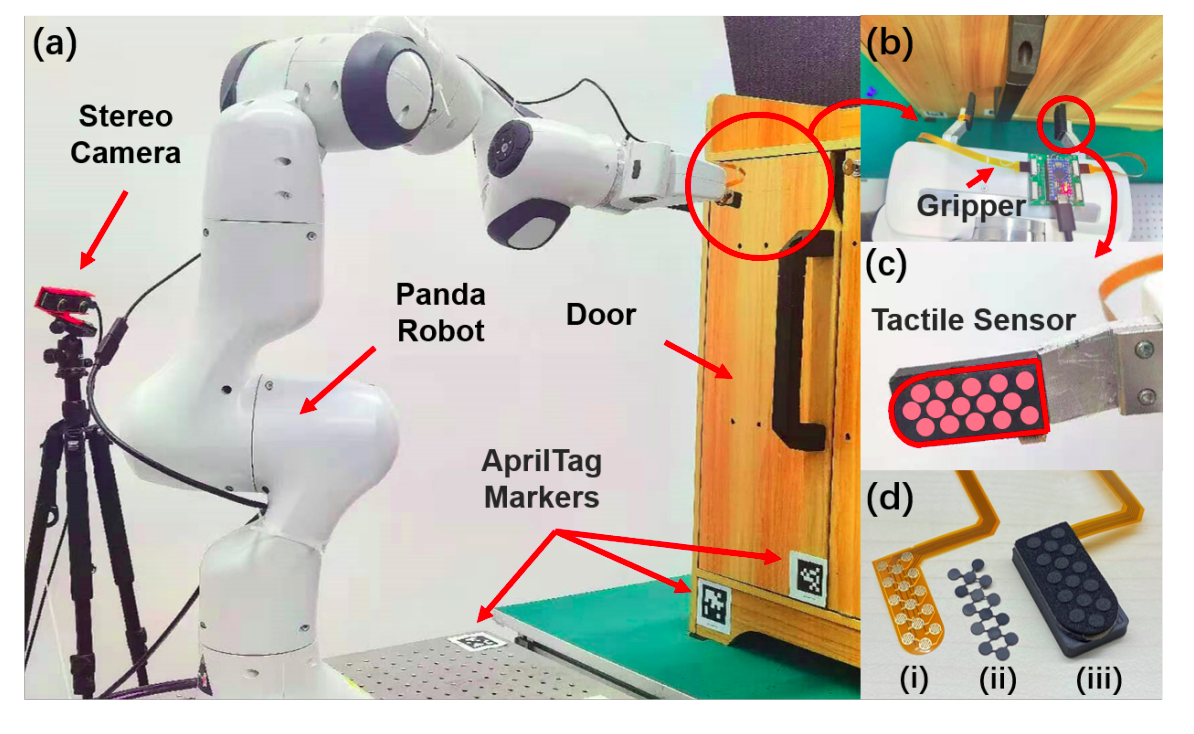 (a)
Stereo
Camera
Panda
Robot
Door
AprilTag
Markers
(b)
Gripper
(c)
Tactile Sensor
(d)
(i)
(ii)
(iii)